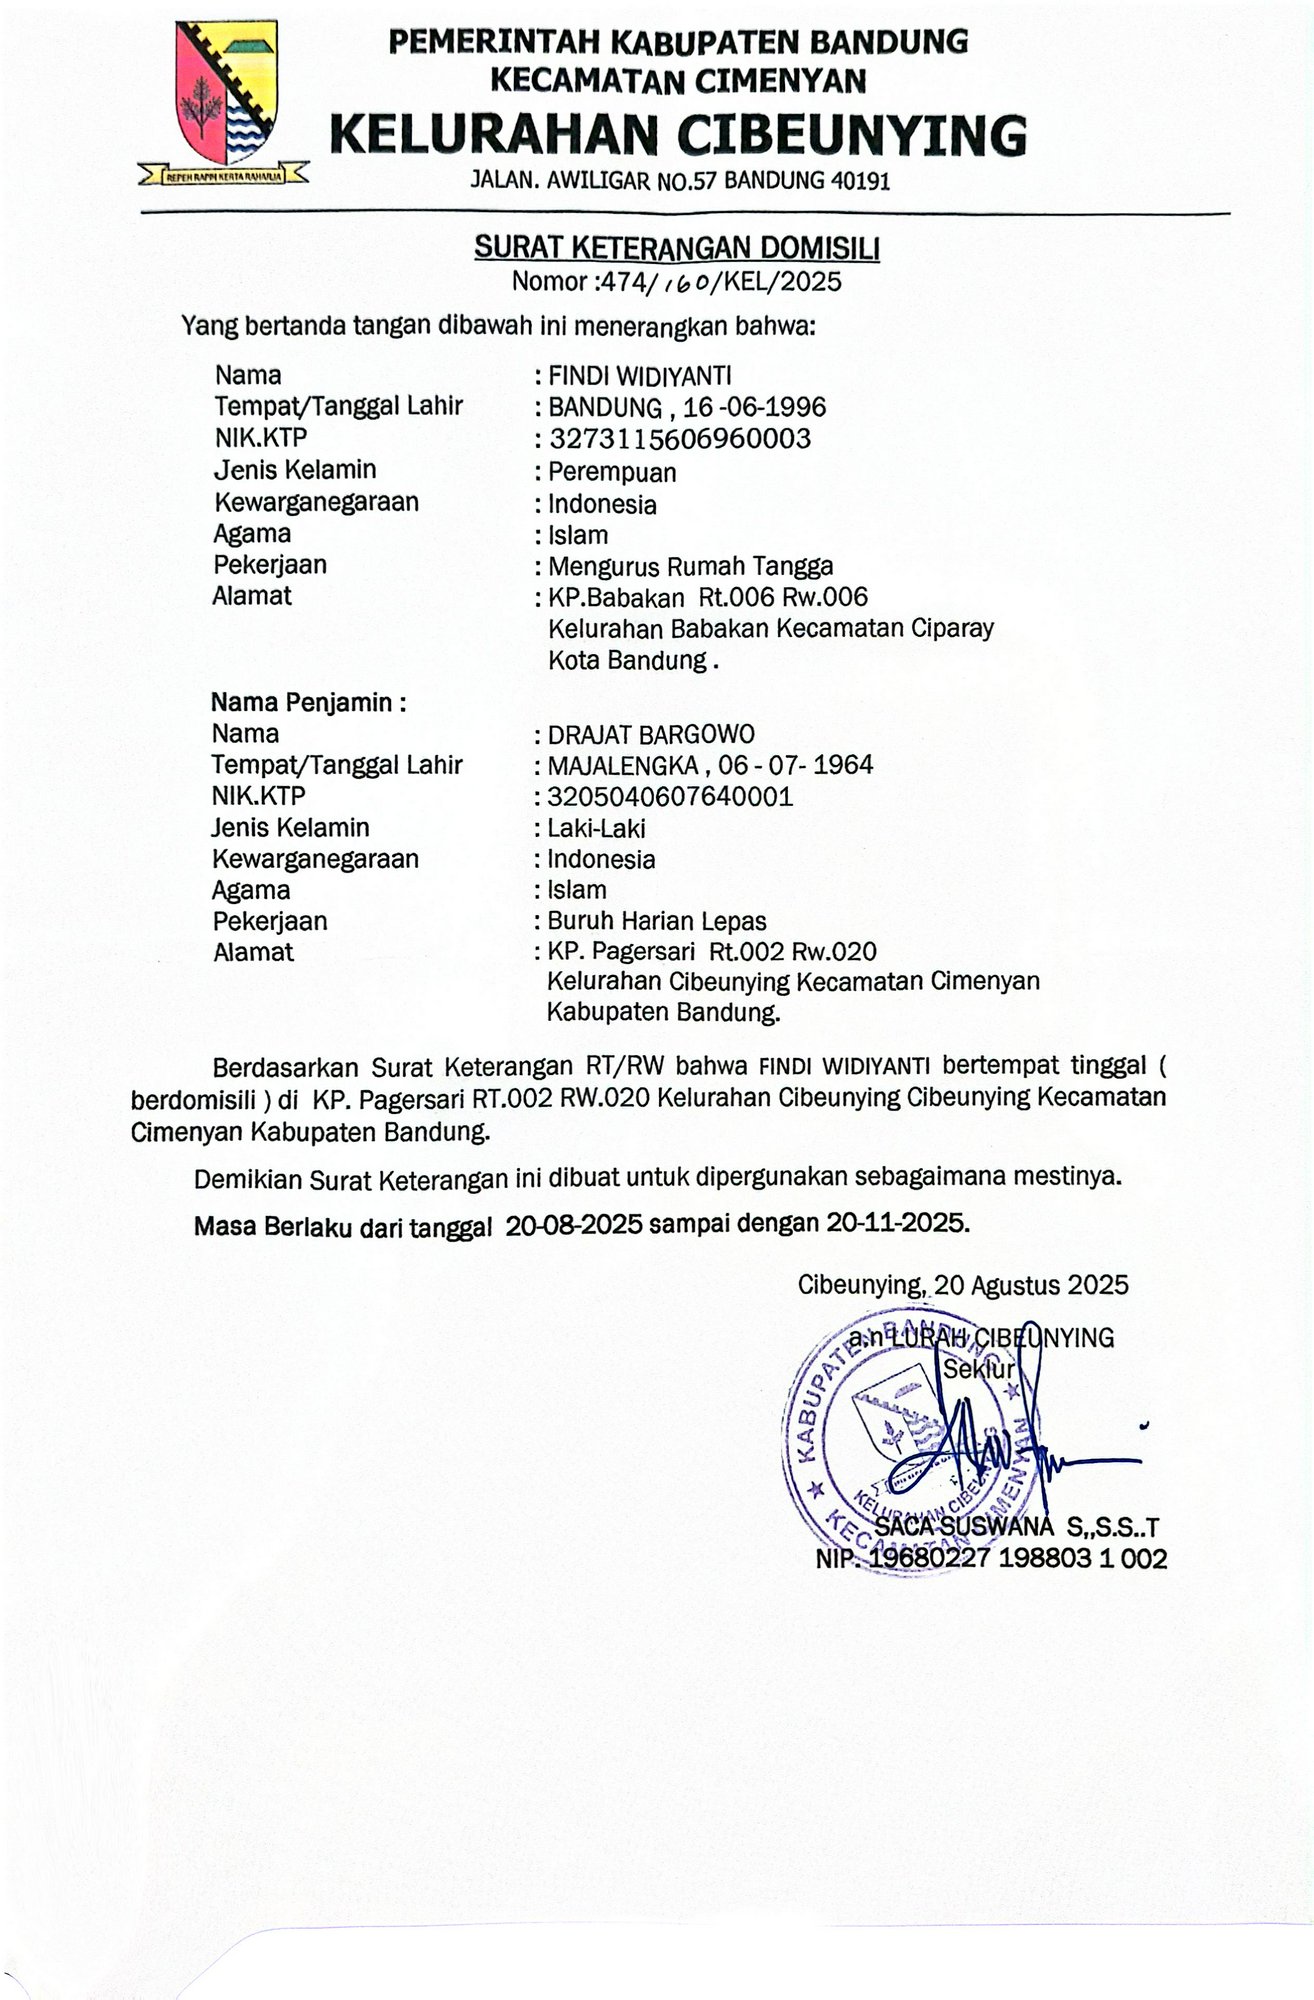 REPEH RAPIH KERTA RAHARJA
PEMERINTAH KABUPATEN BANDUNG
KECAMATAN CIMENYAN
KELURAHAN CIBEUNYING
JALAN. AWILIGAR NO.57 BANDUNG 40191
SURAT KETERANGAN DOMISILI
Nomor :474/160/KEL/2025
Yang bertanda tangan dibawah ini menerangkan bahwa:
Nama : FINDI WIDIYANTI
Tempat/Tanggal Lahir : BANDUNG , 16 -06-1996
NIK.KTP : 3273115606960003
Jenis Kelamin : Perempuan
Kewarganegaraan : Indonesia
Agama : Islam
Pekerjaan : Mengurus Rumah Tangga
Alamat : KP.Babakan Rt.006 Rw.006
Kelurahan Babakan Kecamatan Ciparay
Kota Bandung .
Nama Penjamin :
Nama : DRAJAT BARGOWO
Tempat/Tanggal Lahir : MAJALENGKA , 06 - 07- 1964
NIK.KTP : 3205040607640001
Jenis Kelamin : Laki-Laki
Kewarganegaraan : Indonesia
Agama : Islam
Pekerjaan : Buruh Harian Lepas
Alamat : KP. Pagersari Rt.002 Rw.020
Kelurahan Cibeunying Kecamatan Cimenyan
Kabupaten Bandung.
Berdasarkan Surat Keterangan RT/RW bahwa FINDI WIDIYANTI bertempat tinggal (
berdomisili ) di KP. Pagersari RT.002 RW.020 Kelurahan Cibeunying Cibeunying Kecamatan
Cimenyan Kabupaten Bandung.
Demikian Surat Keterangan ini dibuat untuk dipergunakan sebagaimana mestinya.
Masa Berlaku dari tanggal 20-08-2025 sampai dengan 20-11-2025.
Cibeunying, 20 Agustus 2025
a.n LURAH CIBEUNYING
Seklur
KABUPATEN BANDUNG
KELURAHAN CIBEUNYING
KECAMATAN CIMENYAN
SACA SUSWANA S,,S.S..T
NIP. 19680227 198803 1 002